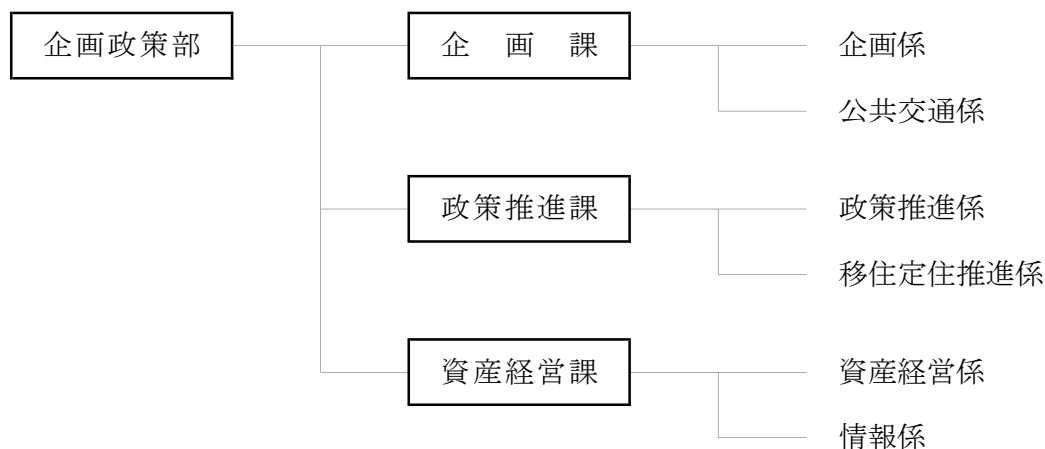 企画政策部 企画課 企画係
公共交通係
政策推進課 政策推進係
移住定住推進係
資産経営課 資産経営係
情報係